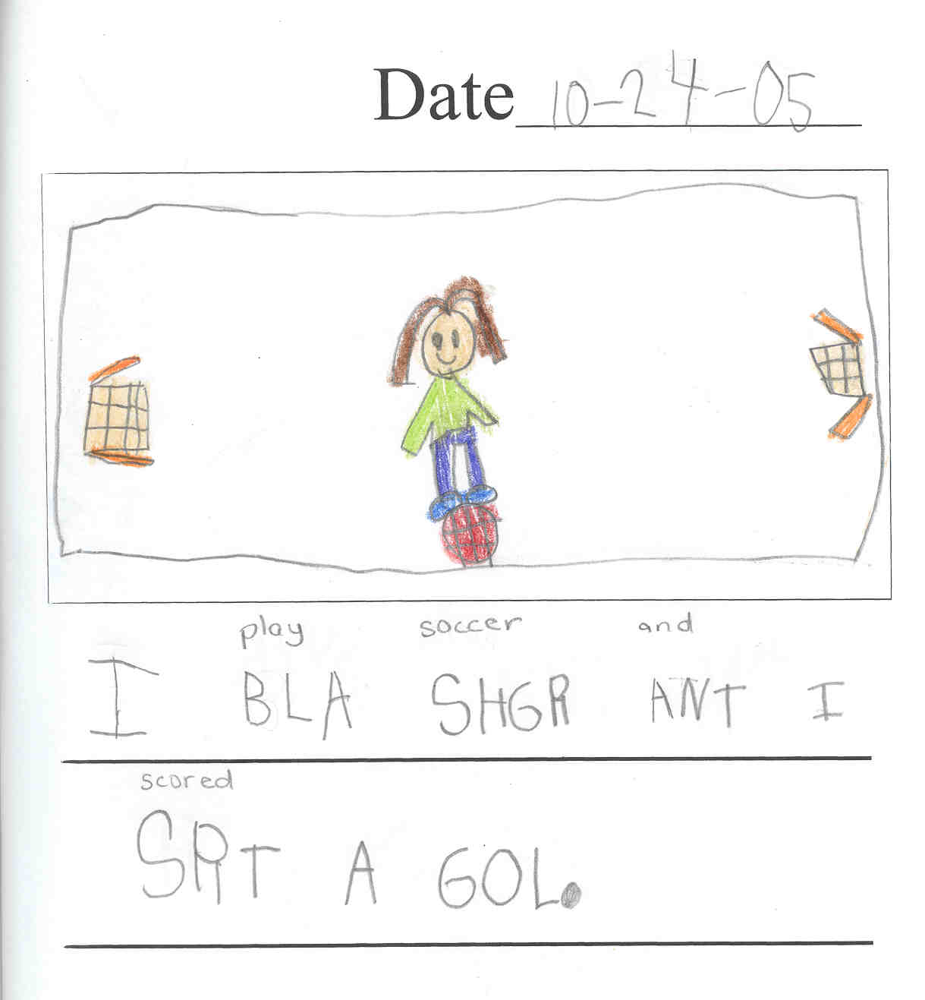 Date 10-24-05
play soccer and
I BLA SHGR ANT I
scored
SRT A GOL.